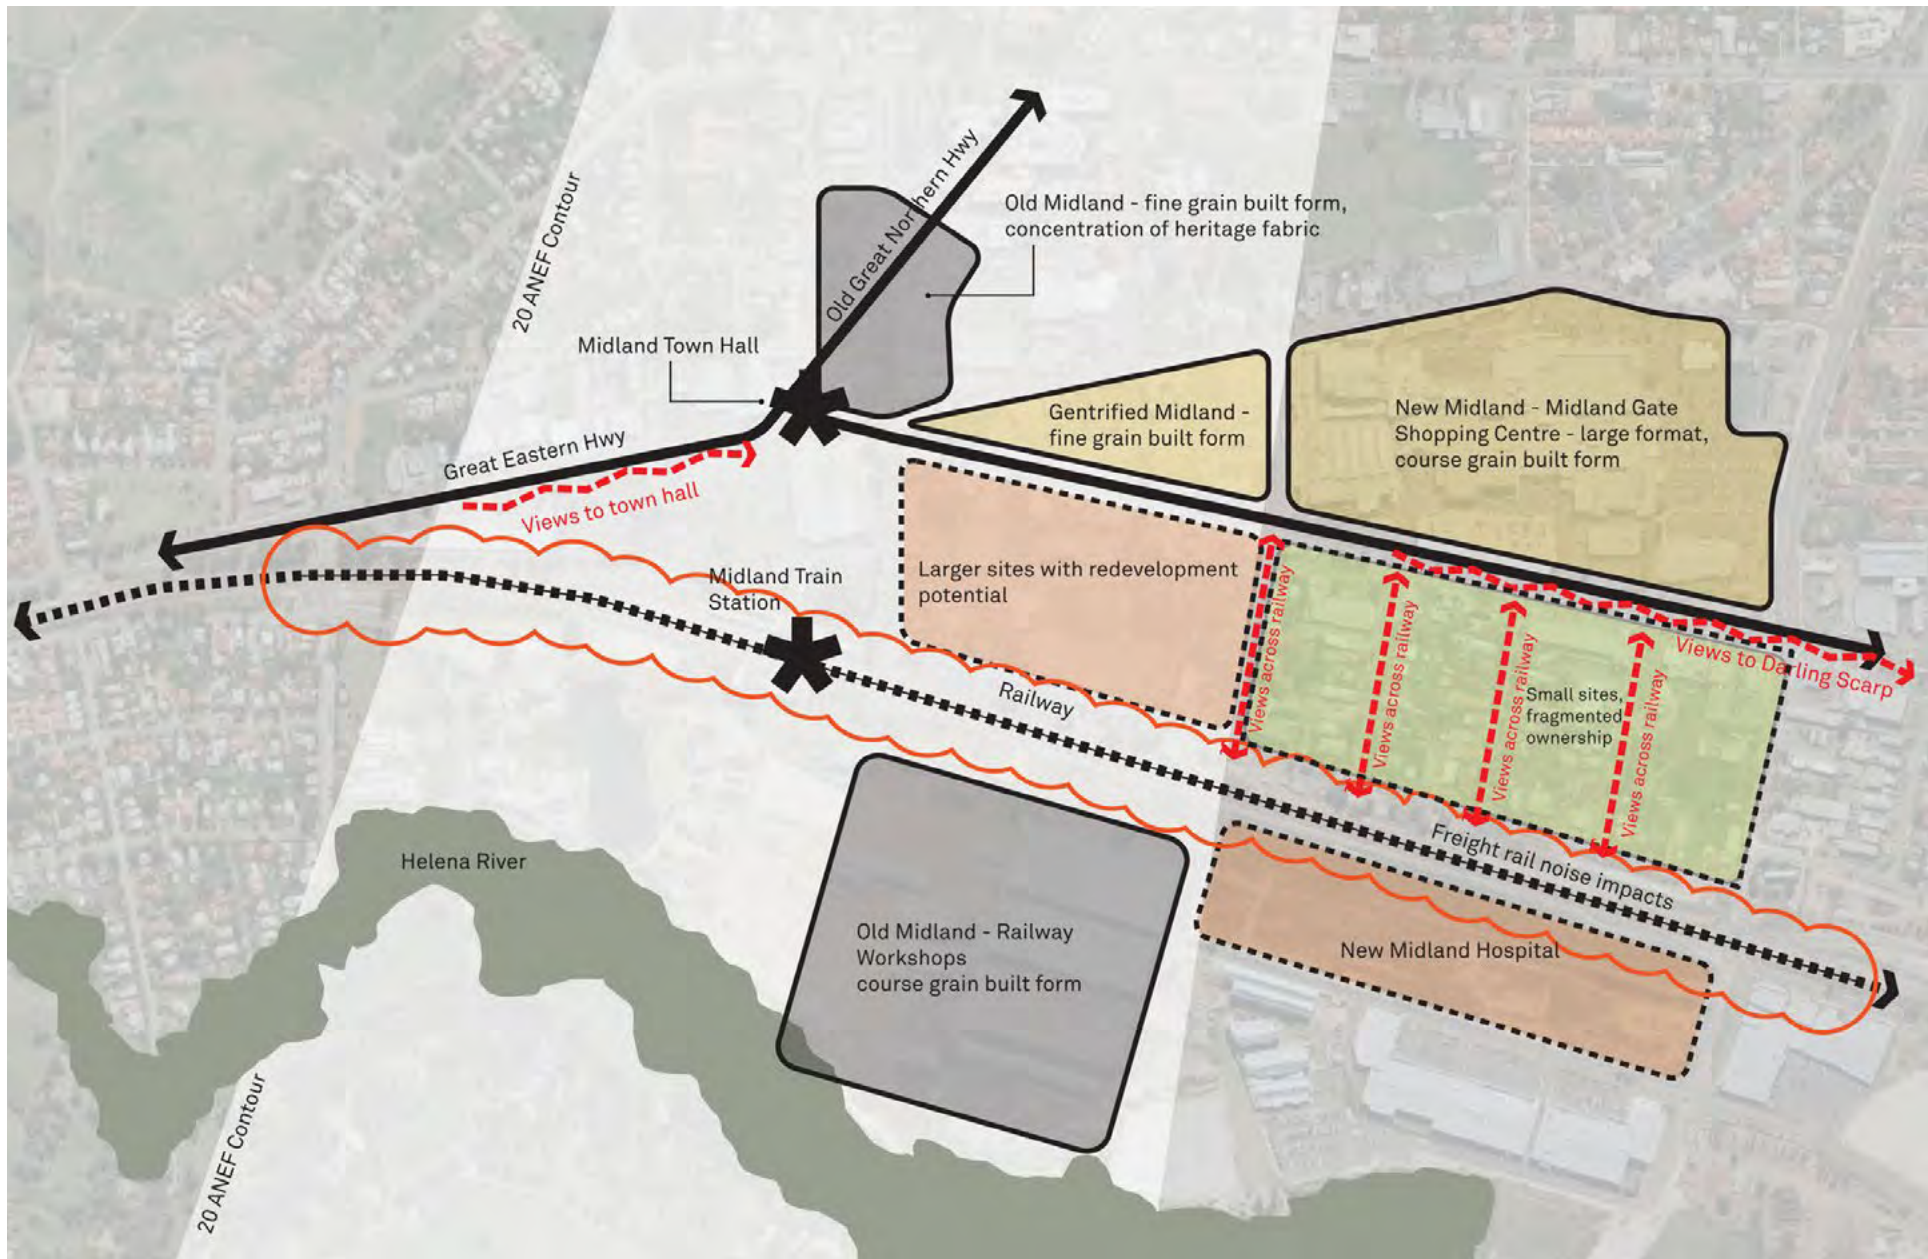 Old Great Northern Hwy
20 ANEF Contour
Old Midland - fine grain built form,
concentration of heritage fabric
Midland Town Hall
Great Eastern Hwy
Views to town hall
Gentrified Midland -
fine grain built form
New Midland - Midland Gate
Shopping Centre - large format,
course grain built form
Midland Train
Station
Larger sites with redevelopment
potential
Railway
Views across railway
Views across railway
Views across railway
Views across railway
Small sites,
fragmented
ownership
Views to Darling Scarp
Freight rail noise impacts
Helena River
Old Midland - Railway
Workshops
course grain built form
New Midland Hospital
20 ANEF Contour